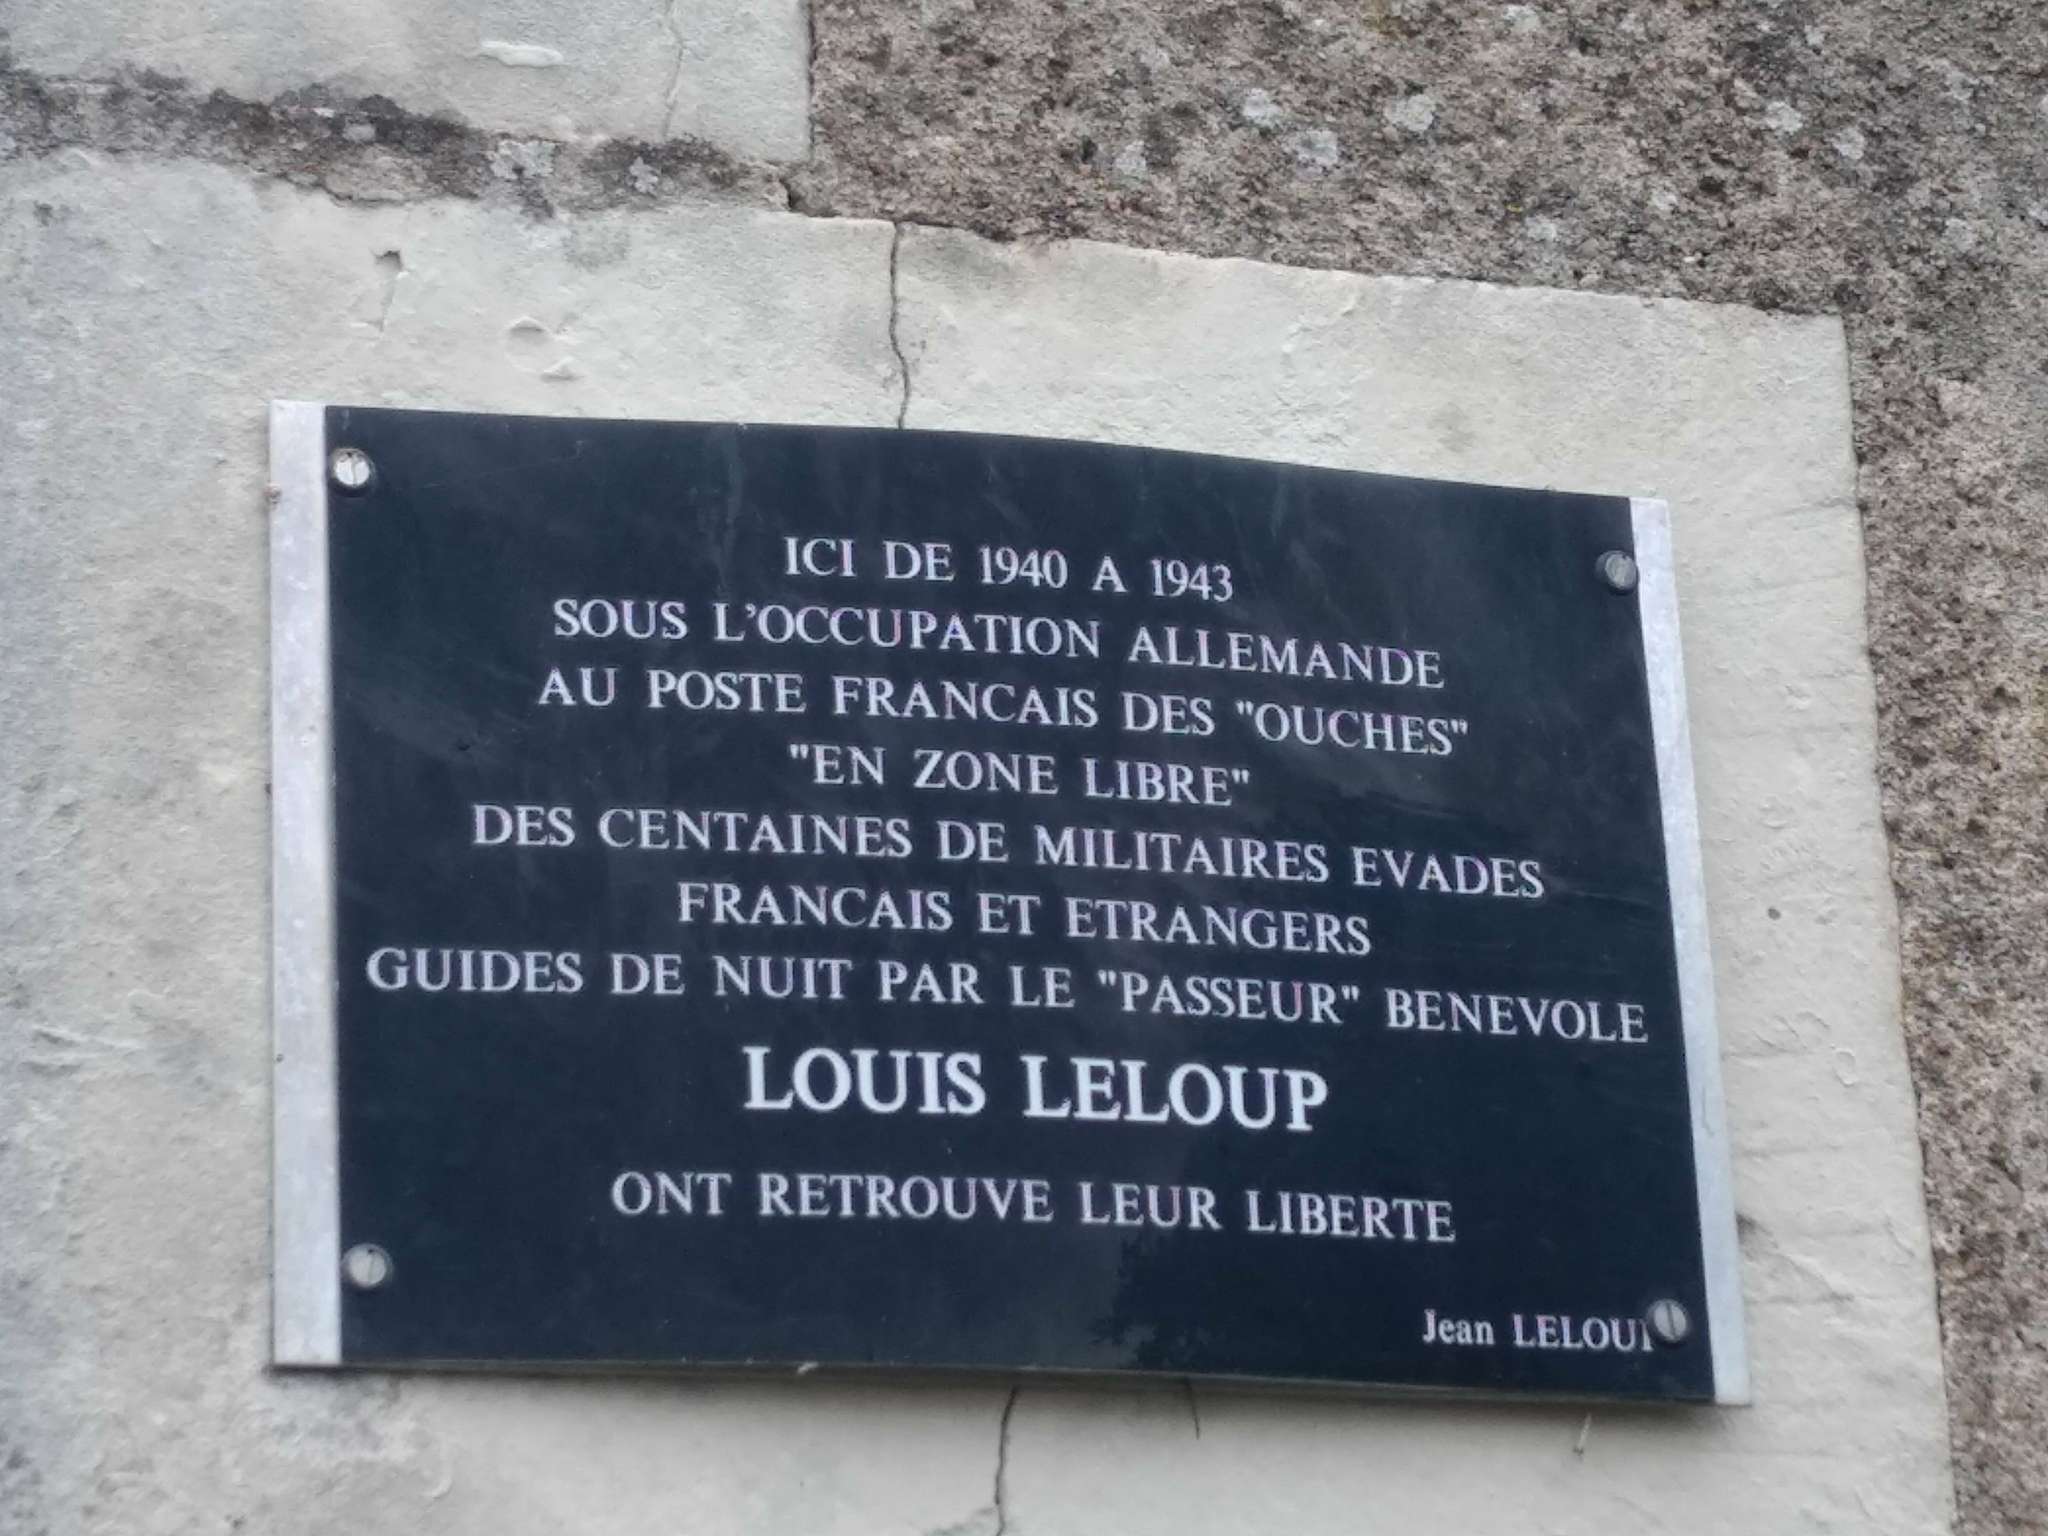 ICI DE 1940 A 1943
SOUS L'OCCUPATION ALLEMANDE
AU POSTE FRANCAIS DES "OUCHES"
"EN ZONE LIBRE"
DES CENTAINES DE MILITAIRES EVADES
FRANCAIS ET ETRANGERS
GUIDES DE NUIT PAR LE "PASSEUR" BENEVOLE
LOUIS LELOUP
ONT RETROUVE LEUR LIBERTE
Jean LELOUP